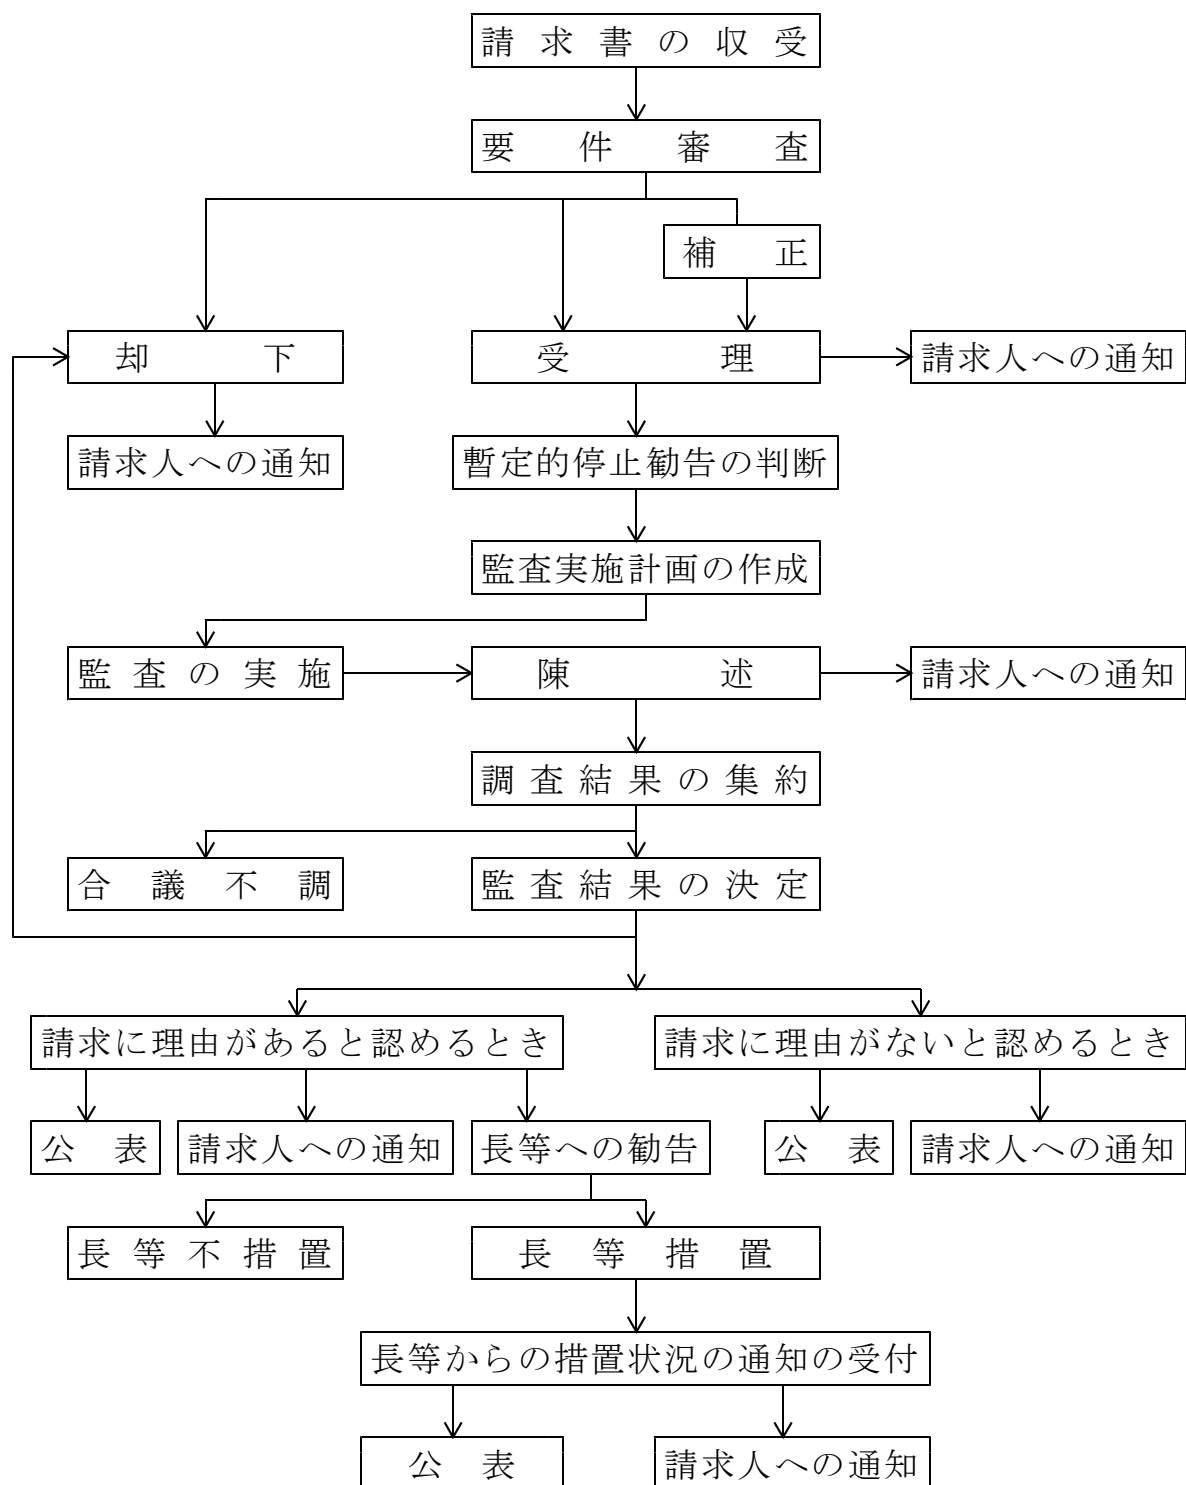 請求書の収受
要件審査
補正
却下
受理
請求人への通知
請求人への通知
暫定的停止勧告の判断
監査実施計画の作成
監査の実施
陳述
請求人への通知
調査結果の集約
合議不調
監査結果の決定
請求に理由があると認めるとき
請求に理由がないと認めるとき
公表
請求人への通知
長等への勧告
公表
請求人への通知
長等不措置
長等措置
長等からの措置状況の通知の受付
公表
請求人への通知